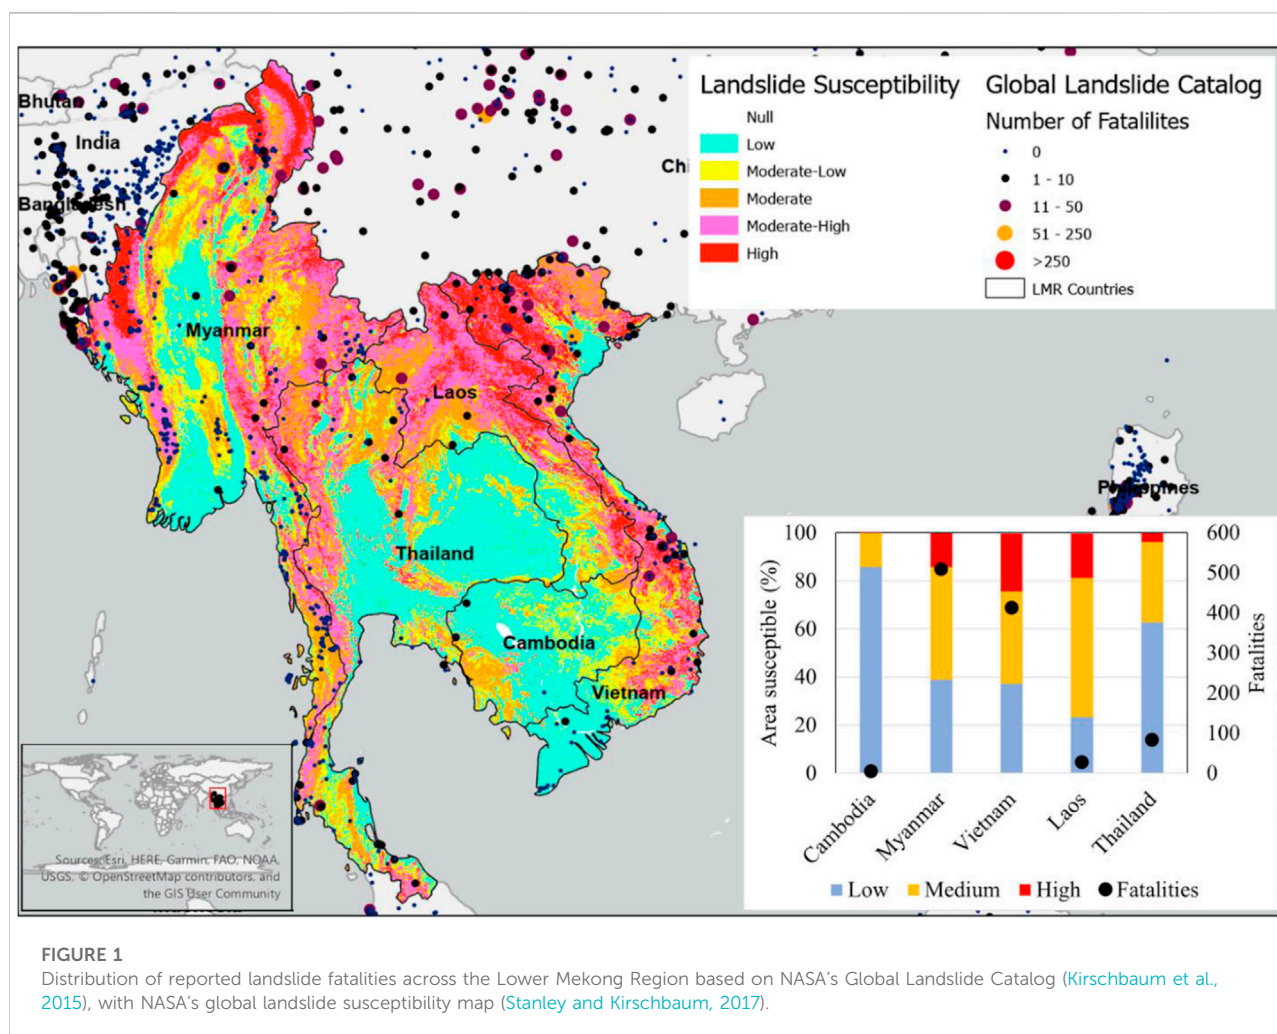 Bhutan
India
Bangladesh
Chi
Myanmar
Laos
Thailand
Cambodia
Vietnam
Philippines
Landslide Susceptibility
Null
Low
Moderate-Low
Moderate
Moderate-High
High
Global Landslide Catalog
Number of Fatalilites
0
1 - 10
11 - 50
51 - 250
>250
LMR Countries
Area susceptible (%)
100
80
60
40
20
0
600
500
400
300
200
100
0
Fatalities
Cambodia
Myanmar
Vietnam
Laos
Thailand
Low Medium High Fatalities
Sources: Esri, HERE, Garmin, FAO, NOAA,
USGS, © OpenStreetMap contributors, and
the GIS User Community
FIGURE 1
Distribution of reported landslide fatalities across the Lower Mekong Region based on NASA's Global Landslide Catalog (Kirschbaum et al.,
2015), with NASA's global landslide susceptibility map (Stanley and Kirschbaum, 2017).